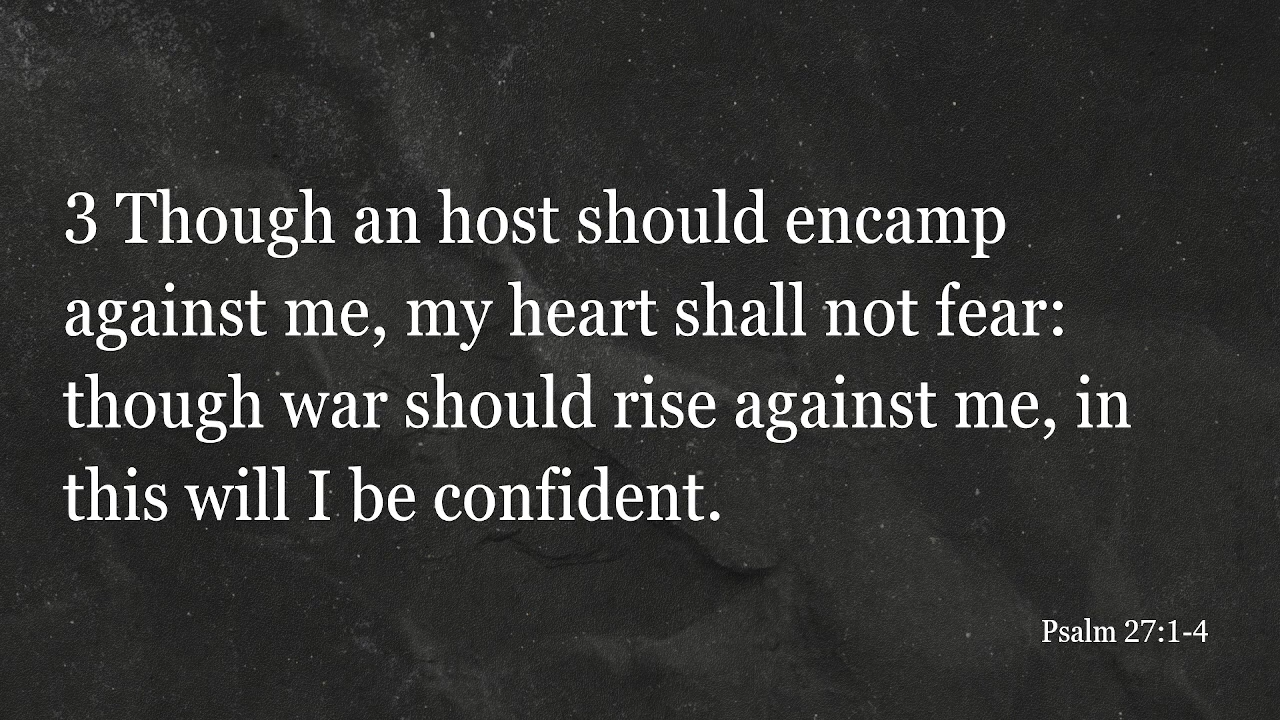 3 Though an host should encamp
against me, my heart shall not fear:
though war should rise against me, in
this will I be confident.
Psalm 27:1-4